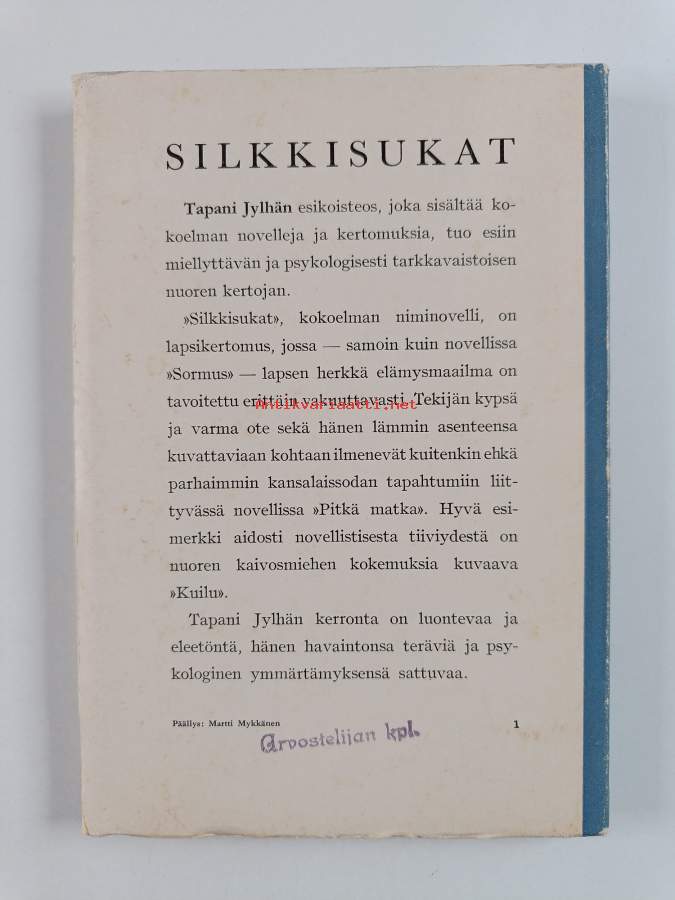 SILKKISUKAT
Tapani Jylhän esikoisteos, joka sisältää ko-
koelman novelleja ja kertomuksia, tuo esiin
miellyttävän ja psykologisesti tarkkavaistoisen
nuoren kertojan.
»Silkkisukat», kokoelman niminovelli, on
lapsikertomus, jossa — samoin kuin novellissa
»Sormus» — lapsen herkkä elämysmaailma on
tavoitettu erittäin vakuuttavasti. Tekijän kypsä
Antikvariaatti.net
ja varma ote sekä hänen lämmin asenteensa
kuvattaviaan kohtaan ilmenevät kuitenkin ehkä
parhaimmin kansalaissodan tapahtumiin liit-
tyvässä novellissa »Pitkä matka». Hyvä esi-
merkki aidosti novellistisesta tiiviydestä on
nuoren kaivosmiehen kokemuksia kuvaava
»Kuilu».
Tapani Jylhän kerronta on luontevaa ja
eleetöntä, hänen havaintonsa teräviä ja psy-
kologinen ymmärtämyksensä sattuvaa.
Päällys: Martti Mykkänen 1
Arvostelijan kpl.